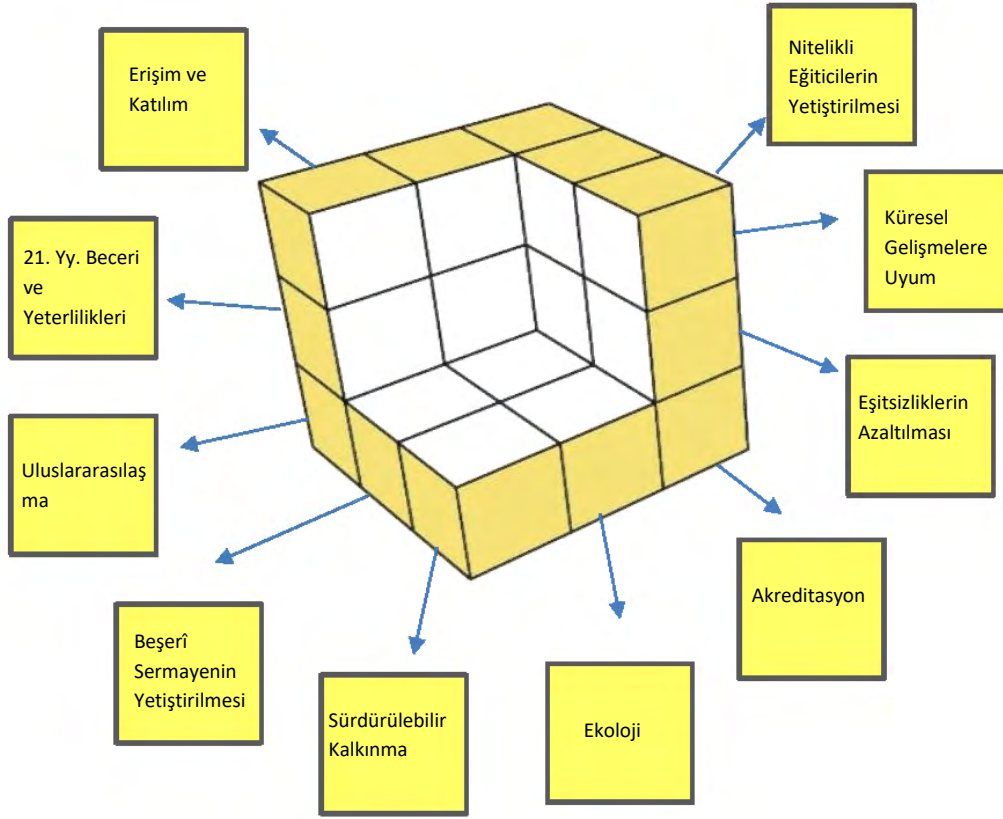 Erişim ve
Katılım
Nitelikli
Eğiticilerin
Yetiştirilmesi
21. Yy. Beceri
ve
Yeterlilikleri
Küresel
Gelişmelere
Uyum
Uluslararasılaş
ma
Eşitsizliklerin
Azaltılması
Beşerî
Sermayenin
Yetiştirilmesi
Sürdürülebilir
Kalkınma
Ekoloji
Akreditasyon